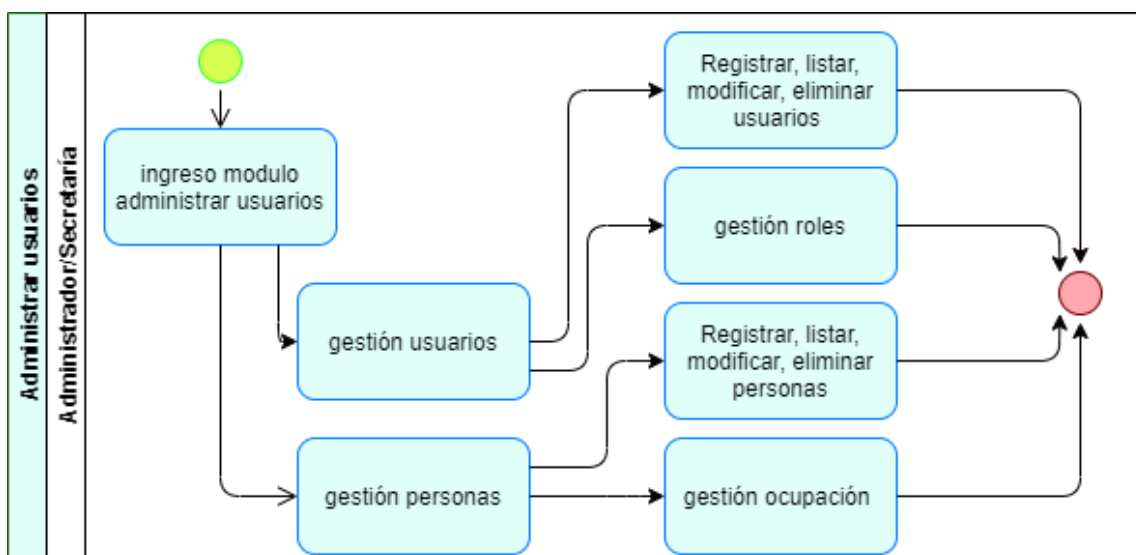 Administrar usuarios
Administrador/Secretaría
ingreso modulo
administrar usuarios
gestión usuarios
gestión personas
Registrar, listar,
modificar, eliminar
usuarios
gestión roles
Registrar, listar,
modificar, eliminar
personas
gestión ocupación